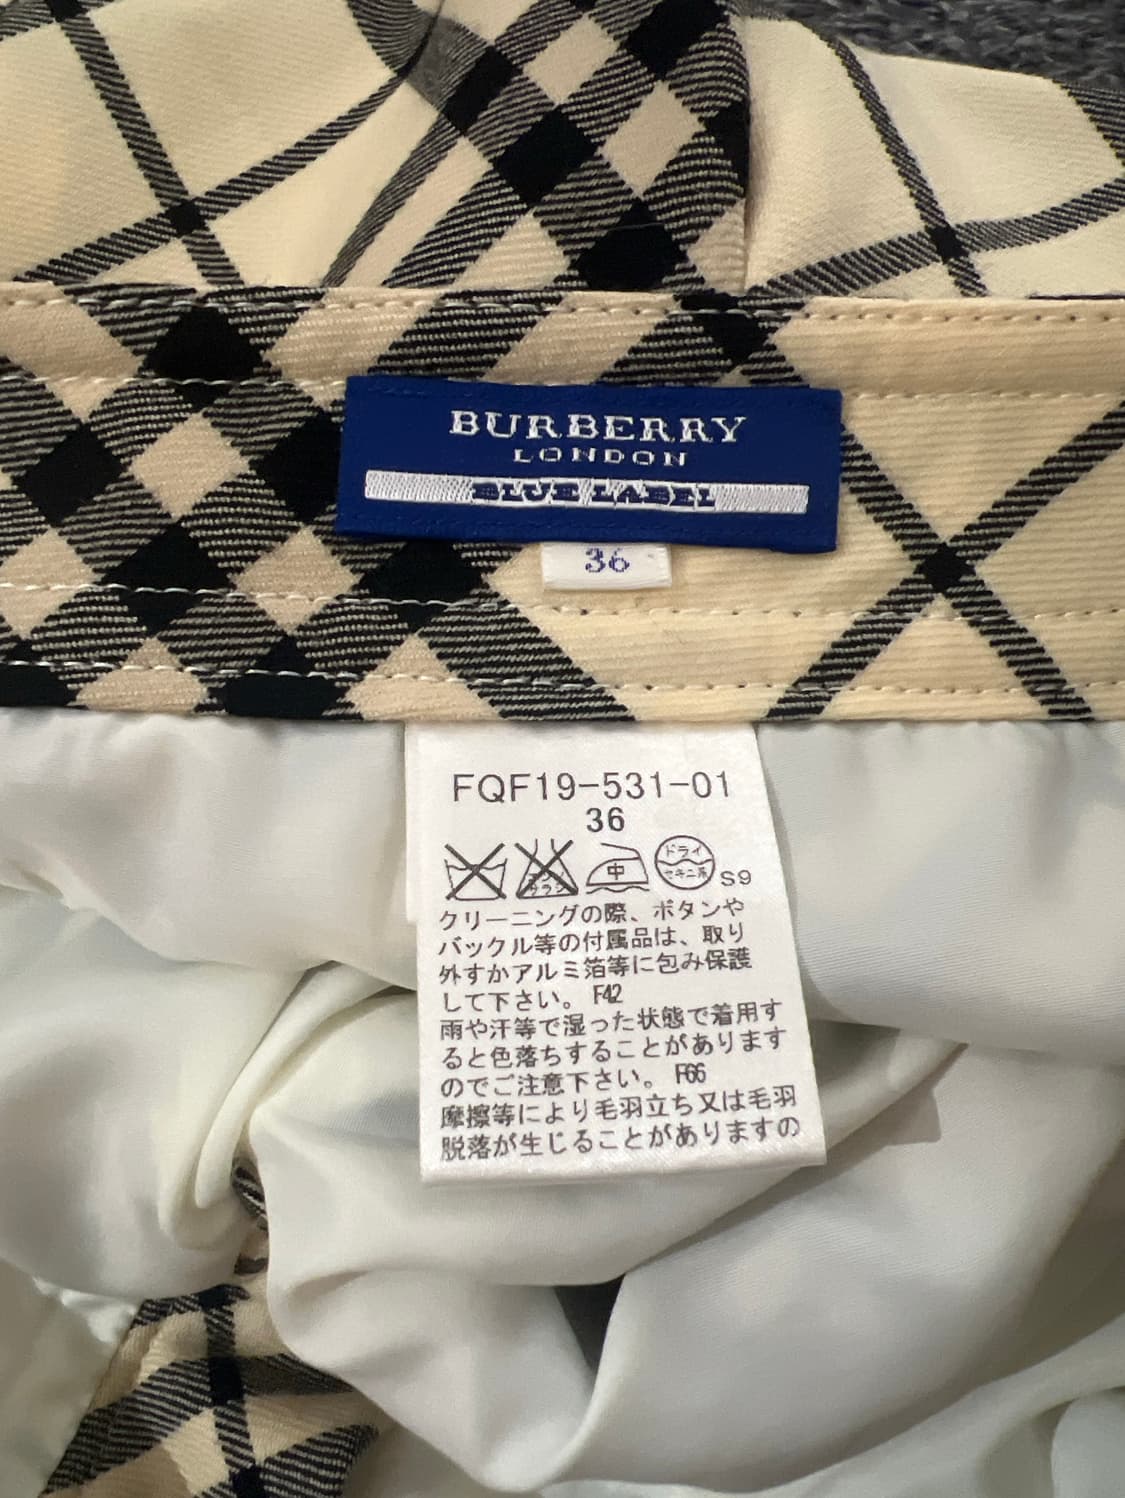 BURBERRY
LONDON
BLUE LABEL
36
FQF19-531-01
36
中
ドライ
セキユ系
S9
クリーニングの際、ボタンや
バックル等の付属品は、取り
外すかアルミ箔等に包み保護
して下さい。 F42
雨や汗等で湿った状態で着用す
ると色落ちすることがあります
のでご注意下さい。 F66
摩擦等により毛羽立ち又は毛羽
脱落が生じることがありますの